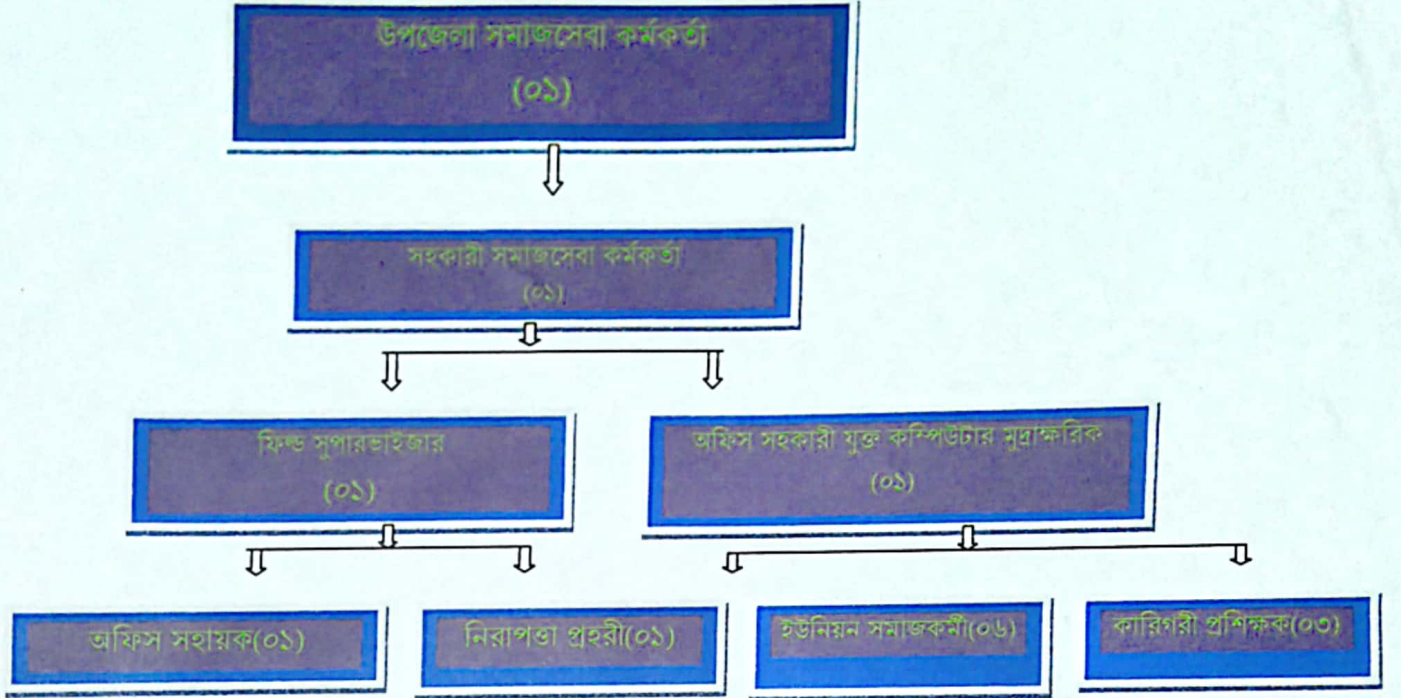 উপজেলা সমাজসেবা কর্মকর্তা
(০১)
সহকারী সমাজসেবা কর্মকর্তা
(০১)
ফিল্ড সুপারভাইজার
(০১)
অফিস সহকারী যুক্ত কম্পিউটার মুদ্রাক্ষরিক
(০১)
অফিস সহায়ক(০১)
নিরাপত্তা প্রহরী(০১)
ইউনিয়ন সমাজকর্মী(০৬)
কারিগরী প্রশিক্ষক(০৩)